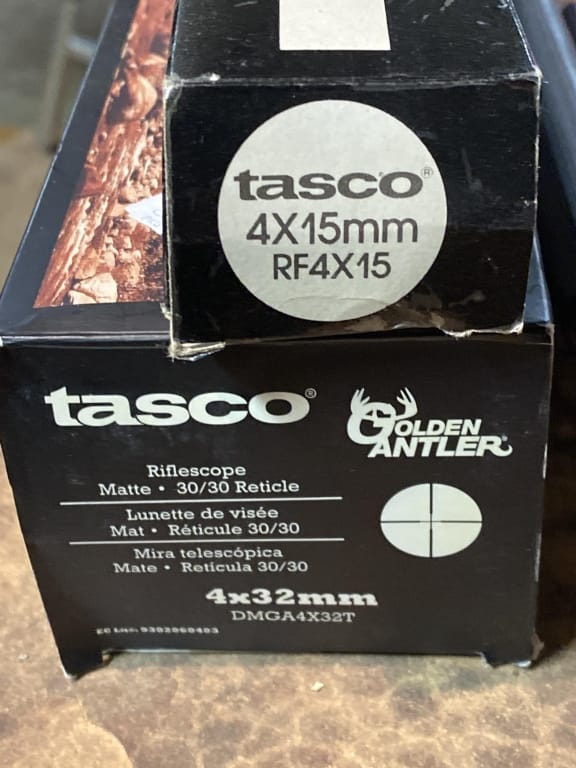 tasco®
4X15mm
RF4X15
tasco®
GOLDEN
ANTLER®
Riflescope
Matte • 30/30 Reticle
Lunette de visée
Mat • Réticule 30/30
Mira telescópica
Mate • Retícula 30/30
4x32mm
DMGA4X32T